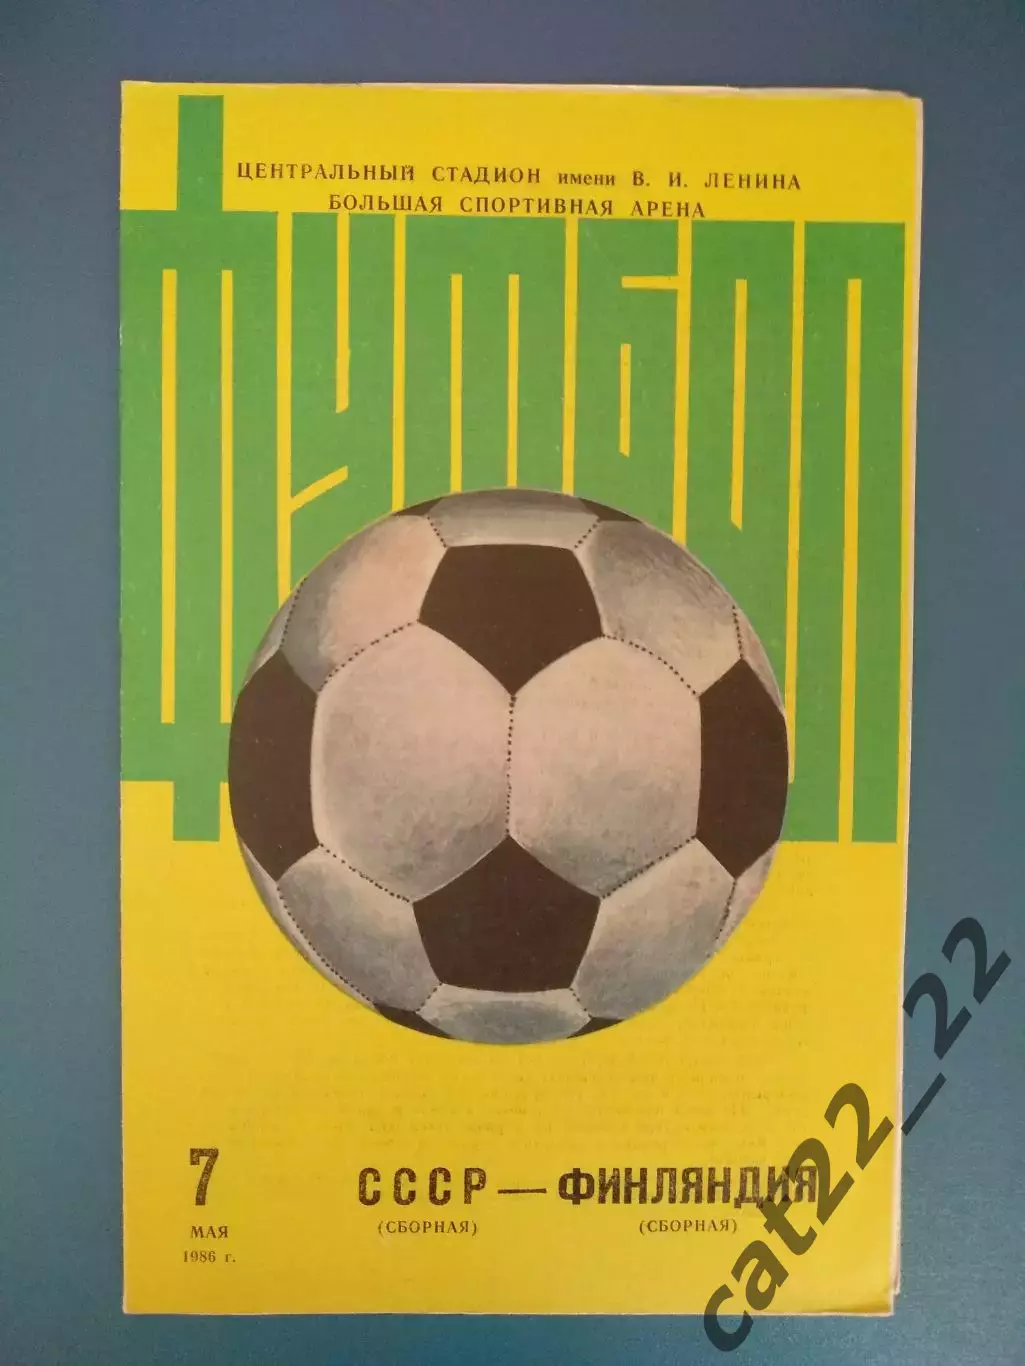 ЦЕНТРАЛЬНЫЙ СТАДИОН имени В. И. ЛЕНИНА
БОЛЬШАЯ СПОРТИВНАЯ АРЕНА
ФУТБОЛ
7
МАЯ
1986 г.
СССР — ФИНЛЯНДИЯ
(СБОРНАЯ) (СБОРНАЯ)
cat22_22